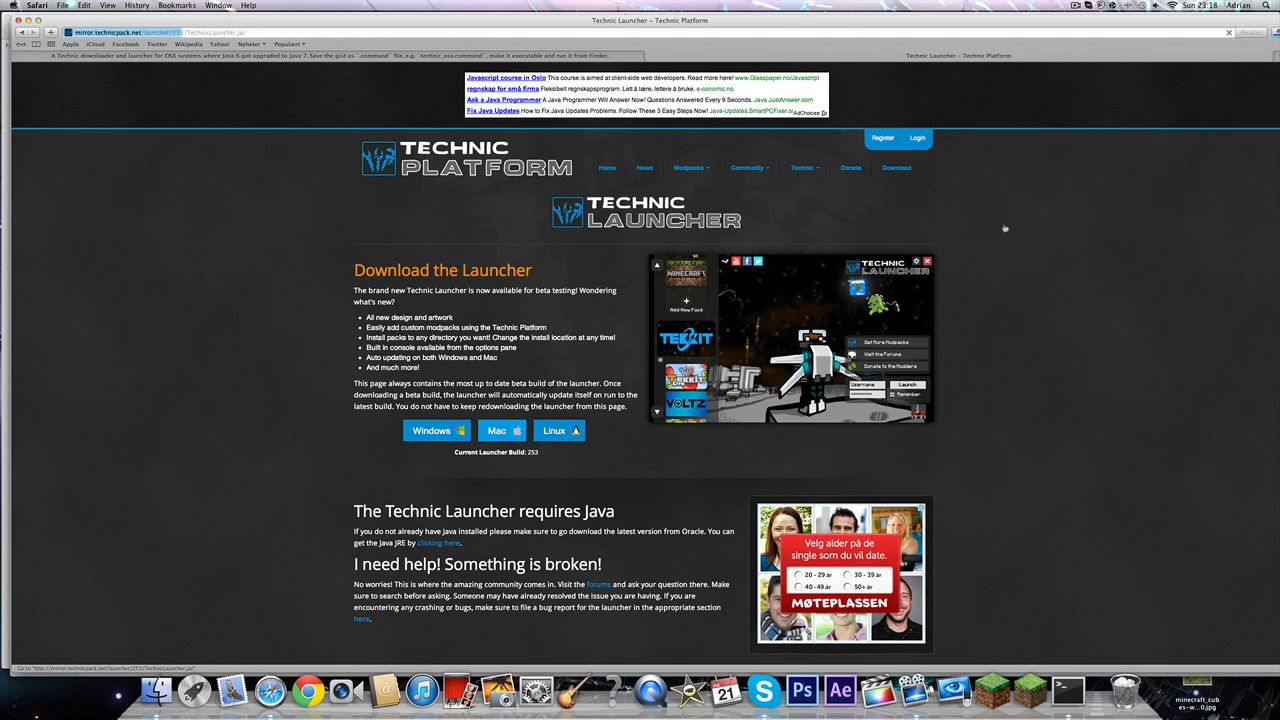 Safari File Edit View History Bookmarks Window Help
Sun 23:18 Adrian
Technic Launcher – Technic Platform
mirror.technicpack.net/launcher/253/TechnicLauncher.jar
Reader
Apple iCloud Facebook Twitter Wikipedia Yahoo! Nyheter Populært
A Technic downloader and launcher for OSX systems where Java 6 got upgraded to Java 7. Save the gist as `.command` file, e.g. `technic_osx.command`, make it executable and run it from Finder.
Technic Launcher – Technic Platform
Javascript course in Oslo This course is aimed at client-side web developers. Read more here! www.Glasspaper.no/Javascript
regnskap for små firma Fleksibelt regnskapsprogram. Lett å lære, lettere å bruke. e-conomic.no
Ask a Java Programmer A Java Programmer Will Answer Now! Questions Answered Every 9 Seconds. Java.JustAnswer.com
Fix Java Updates How to Fix Java Updates Problems. Follow These 3 Easy Steps Now! Java-Updates.SmartPCFixer.c
AdChoices
Register Login
TECHNIC
PLATFORM
Home News Modpacks Community Technic Donate Download
TECHNIC
LAUNCHER
Download the Launcher
The brand new Technic Launcher is now available for beta testing! Wondering
what's new?
• All new design and artwork
• Easily add custom modpacks using the Technic Platform
• Install packs to any directory you want! Change the install location at any time!
• Built in console available from the options pane
• Auto updating on both Windows and Mac
• And much more!
This page always contains the most up to date beta build of the launcher. Once
downloading a beta build, the launcher will automatically update itself on run to the
latest build. You do not have to keep redownloading the launcher from this page.
Windows Mac Linux
Current Launcher Build: 253
MINECRAFT
Add New Pack
TEKKIT
TEKKIT
VOLTZ
TECHNIC
LAUNCHER
Get More Modpacks
Visit the Forums
Donate to the Modders
Username Launch
Remember
The Technic Launcher requires Java
If you do not already have Java installed please make sure to go download the latest version from Oracle. You can
get the Java JRE by clicking here.
I need help! Something is broken!
No worries! This is where the amazing community comes in. Visit the forums and ask your question there. Make
sure to search before asking. Someone may have already resolved the issue you are having. If you are
encountering any crashing or bugs, make sure to file a bug report for the launcher in the appropriate section
here.
Velg alder på de
single som du vil date.
20 - 29 år 30 - 39 år
40 -49 år 50+ år
MØTEPLASSEN
Go to "http://mirror.technicpack.net/launcher/253/TechnicLauncher.jar"
21
Ps Ae
minecraft_cub
es-w...0.jpg